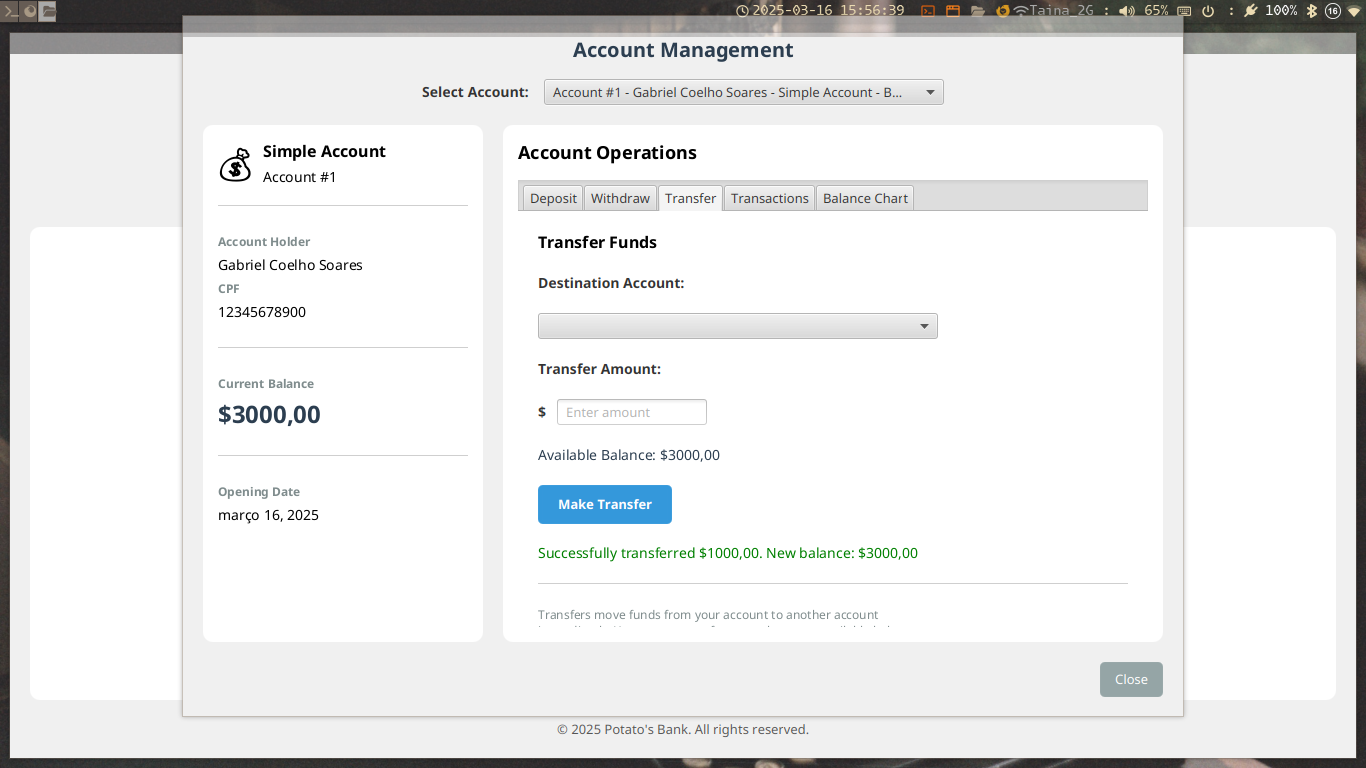 2025-03-16 15:56:39
Taina_2G : 65% : 100% 16
Account Management
Select Account: Account #1 - Gabriel Coelho Soares - Simple Account - B...
Simple Account
Account #1
Account Holder
Gabriel Coelho Soares
CPF
12345678900
Current Balance
$3000,00
Opening Date
março 16, 2025
Account Operations
Deposit Withdraw Transfer Transactions Balance Chart
Transfer Funds
Destination Account:
Transfer Amount:
$ Enter amount
Available Balance: $3000,00
Make Transfer
Successfully transferred $1000,00. New balance: $3000,00
Transfers move funds from your account to another account
Close
© 2025 Potato's Bank. All rights reserved.